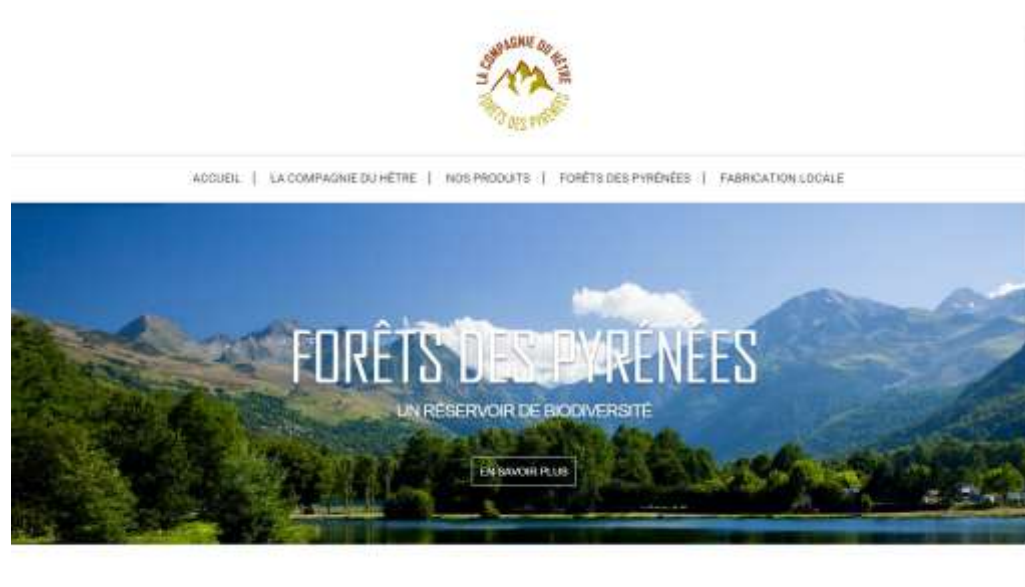 LA COMPAGNIE DU HÊTRE
FORÊTS DES PYRÉNÉES
ACCUEIL | LA COMPAGNIE DU HÊTRE | NOS PRODUITS | FORÊTS DES PYRÉNÉES | FABRICATION LOCALE
FORÊTS DES PYRÉNÉES
UN RÉSERVOIR DE BIODIVERSITÉ
EN SAVOIR PLUS